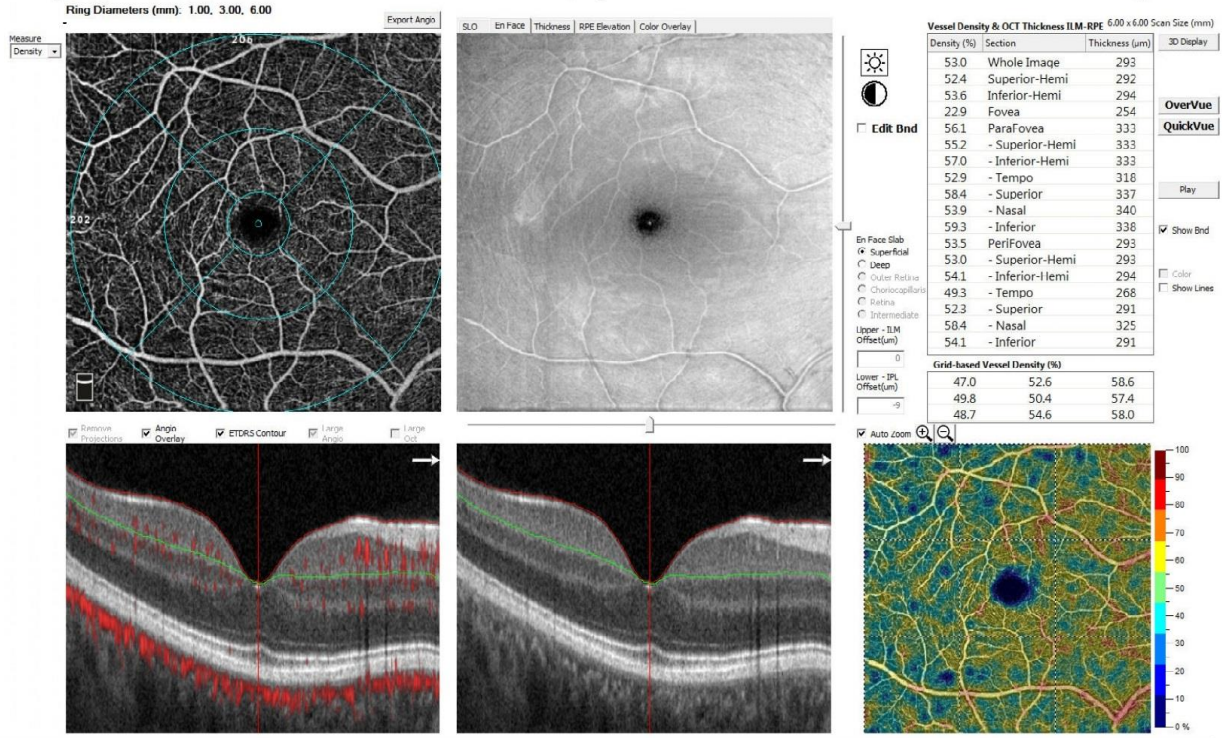 Ring Diameters (mm): 1.00, 3.00, 6.00
Export Angio
Measure
Density
206
202
Remove Projections
Angio Overlay
ETDRS Contour
Large Angio
Large Oct
SLO En Face Thickness RPE Elevation Color Overlay
Edit Bnd
En Face Slab
Superficial
Deep
Outer Retina
Choriocapillaris
Retina
Intermediate
Upper - ILM
Offset(um)
0
Lower - IPL
Offset(um)
-9
Auto Zoom
Vessel Density & OCT Thickness ILM-RPE 6.00 x 6.00 Scan Size (mm)
Density (%) Section Thickness (µm)
53.0 Whole Image 293
52.4 Superior-Hemi 292
53.6 Inferior-Hemi 294
22.9 Fovea 254
56.1 ParaFovea 333
55.2 - Superior-Hemi 333
57.0 - Inferior-Hemi 333
52.9 - Tempo 318
58.4 - Superior 337
53.9 - Nasal 340
59.3 - Inferior 338
53.5 PeriFovea 293
53.0 - Superior-Hemi 293
54.1 - Inferior-Hemi 294
49.3 - Tempo 268
52.3 - Superior 291
58.4 - Nasal 325
54.1 - Inferior 291
Grid-based Vessel Density (%)
47.0 52.6 58.6
49.8 50.4 57.4
48.7 54.6 58.0
3D Display
OverVue
QuickVue
Play
Show Bnd
Color
Show Lines
100
90
80
70
60
50
40
30
20
10
0 %